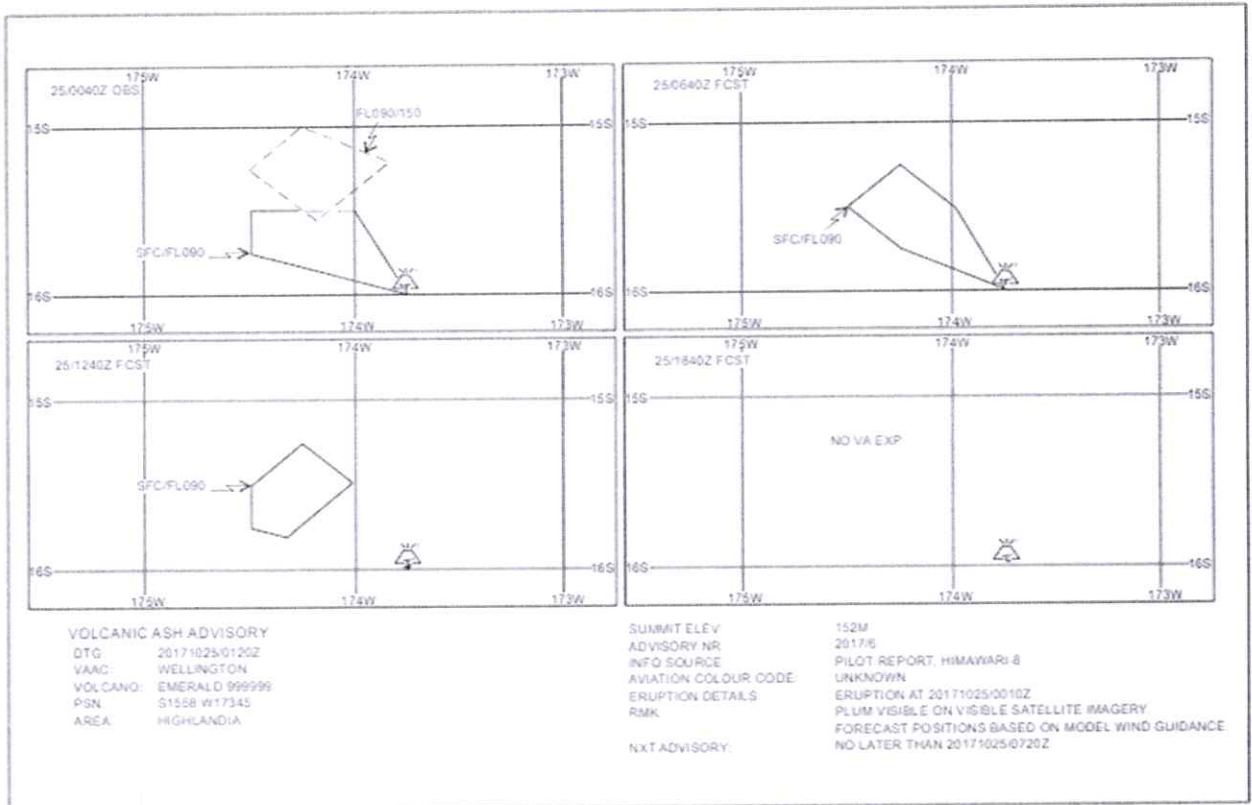 175W 174W 173W
25/0040Z OBS
FL090/150
15S 15S
SFC/FL090
16S 16S
175W 174W 173W
175W 174W 173W
25/0640Z FCST
15S 15S
SFC/FL090
16S 16S
175W 174W 173W
175W 174W 173W
25/1240Z FCST
15S 15S
SFC/FL090
16S 16S
175W 174W 173W
175W 174W 173W
25/1840Z FCST
15S 15S
NO VA EXP
16S 16S
175W 174W 173W
VOLCANIC ASH ADVISORY
DTG: 20171025/0120Z
VAAC: WELLINGTON
VOLCANO: EMERALD 999999
PSN: S1558 W17345
AREA: HIGHLANDIA
SUMMIT ELEV 152M
ADVISORY NR 2017/6
INFO SOURCE PILOT REPORT, HIMAWARI-8
AVIATION COLOUR CODE: UNKNOWN
ERUPTION DETAILS ERUPTION AT 20171025/0010Z
RMK PLUM VISIBLE ON VISIBLE SATELLITE IMAGERY
FORECAST POSITIONS BASED ON MODEL WIND GUIDANCE.
NXT ADVISORY: NO LATER THAN 20171025/0720Z